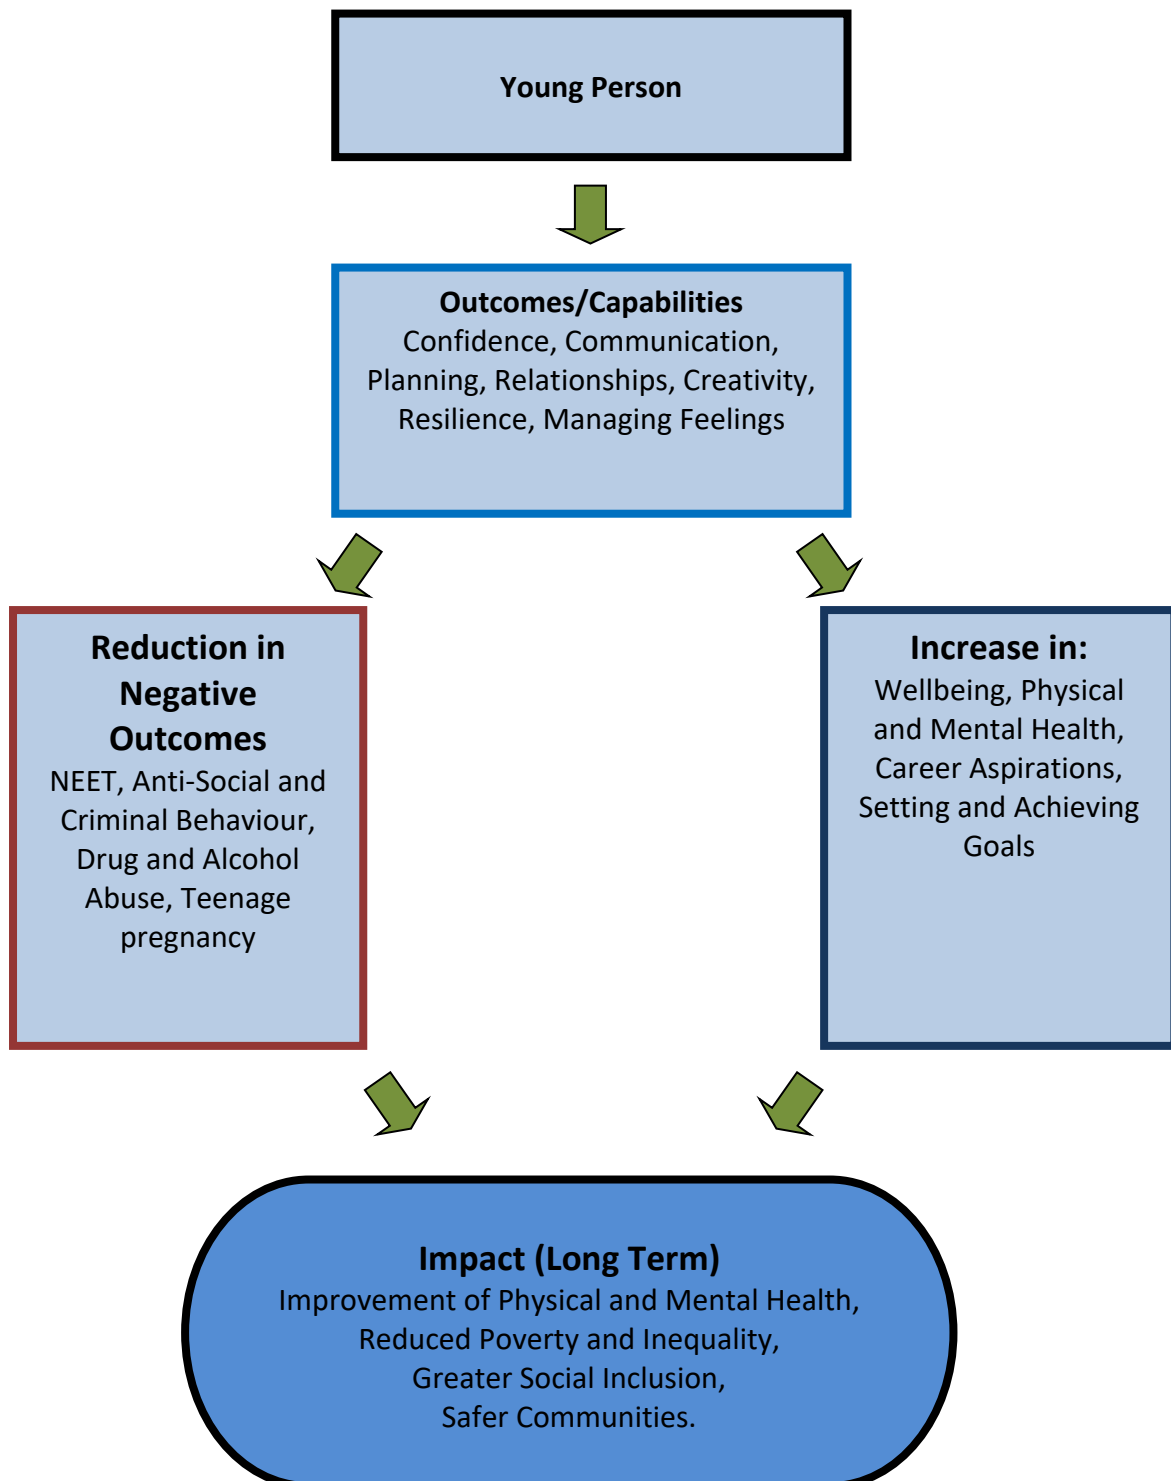 Young Person
Outcomes/Capabilities
Confidence, Communication,
Planning, Relationships, Creativity,
Resilience, Managing Feelings
Reduction in
Negative
Outcomes
NEET, Anti-Social and
Criminal Behaviour,
Drug and Alcohol
Abuse, Teenage
pregnancy
Increase in:
Wellbeing, Physical
and Mental Health,
Career Aspirations,
Setting and Achieving
Goals
Impact (Long Term)
Improvement of Physical and Mental Health,
Reduced Poverty and Inequality,
Greater Social Inclusion,
Safer Communities.